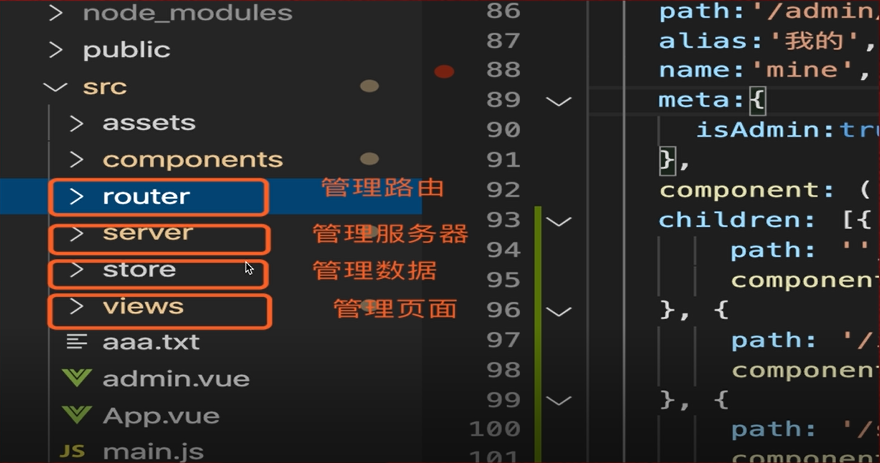 node_modules
public
src
assets
components
router 管理路由
server 管理服务器
store 管理数据
views 管理页面
aaa.txt
admin.vue
App.vue
JS main.js
86 path:'/admin/
87 alias:'我的',
88 name:'mine',
89 meta:{
90 isAdmin:tru
91 },
92 component: (
93 children: [{
94 path: ''
95 component
96 }, {
97 path: '/
98 component
99 }, {
100 path: '/
101 component